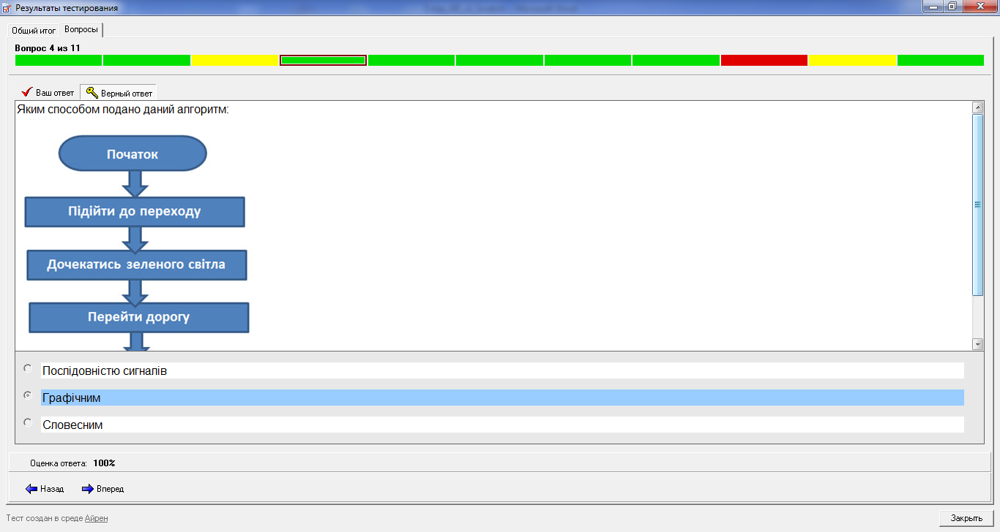 Результаты тестирования
Общий итог Вопросы
Вопрос 4 из 11
Ваш ответ Верный ответ
Яким способом подано даний алгоритм:
Початок
Підійти до переходу
Дочекатись зеленого світла
Перейти дорогу
Послідовністю сигналів
Графічним
Словесним
Оценка ответа: 100%
Назад Вперед
Тест создан в среде Айрен
Закрыть